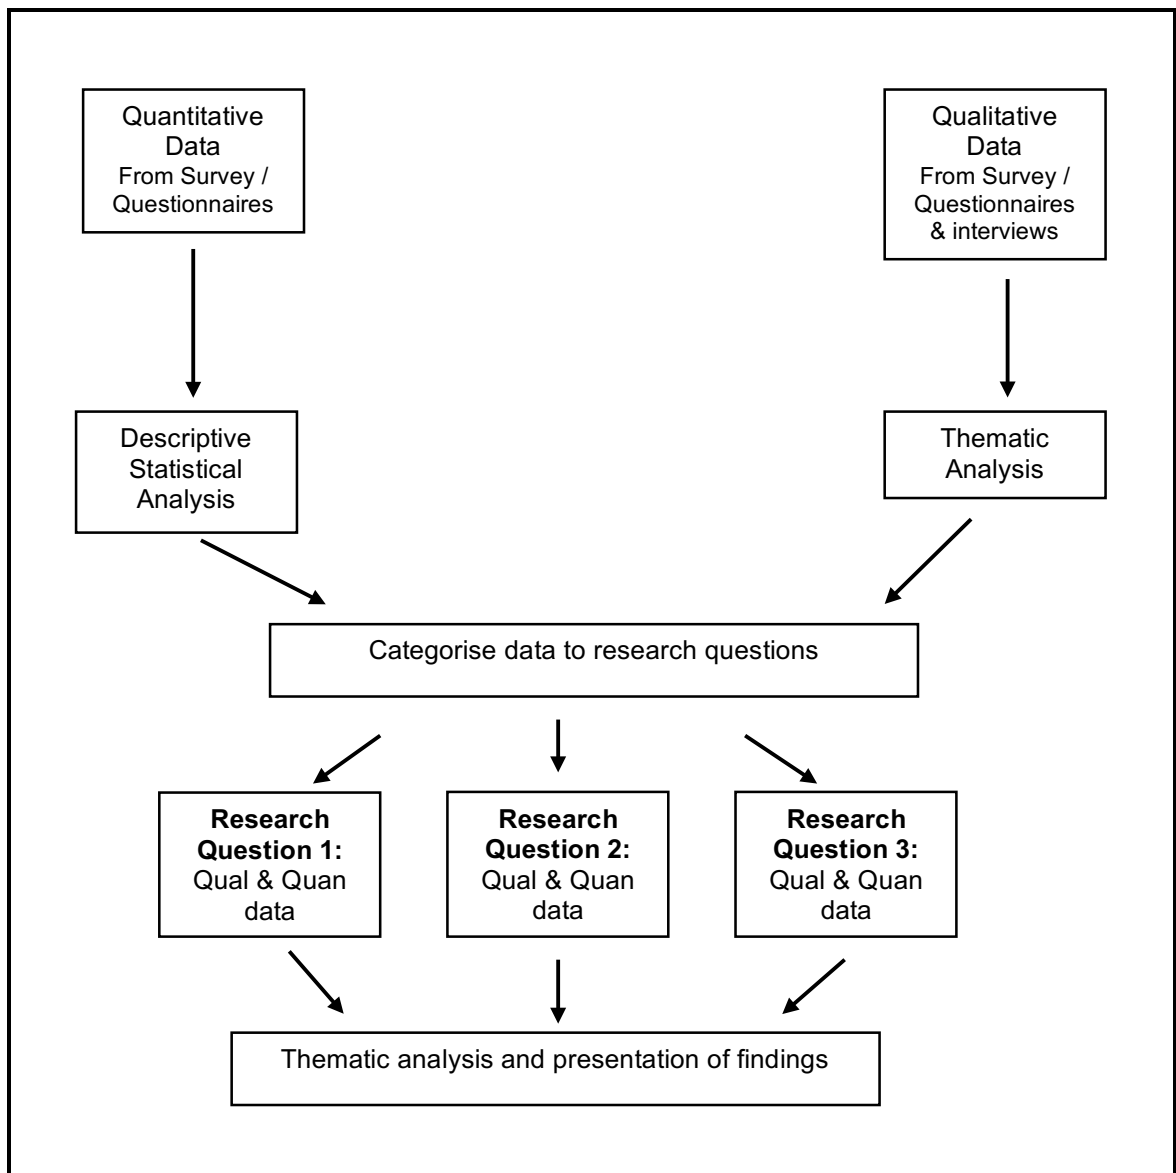 Quantitative
Data
From Survey /
Questionnaires
Qualitative
Data
From Survey /
Questionnaires
& interviews
Descriptive
Statistical
Analysis
Thematic
Analysis
Categorise data to research questions
Research
Question 1:
Qual & Quan
data
Research
Question 2:
Qual & Quan
data
Research
Question 3:
Qual & Quan
data
Thematic analysis and presentation of findings